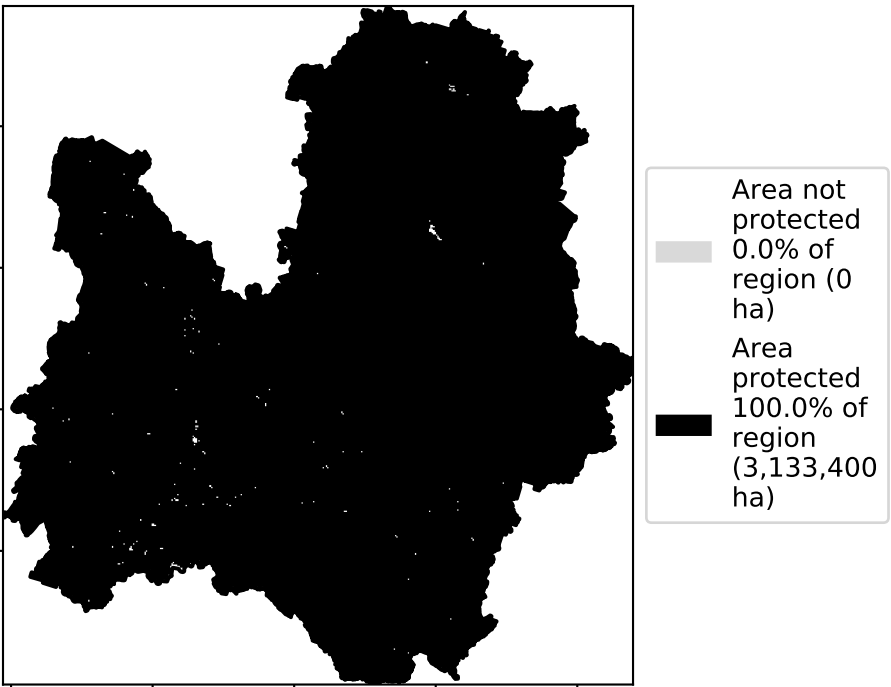 Area not
protected
0.0% of
region (0
ha)
Area
protected
100.0% of
region
(3,133,400
ha)